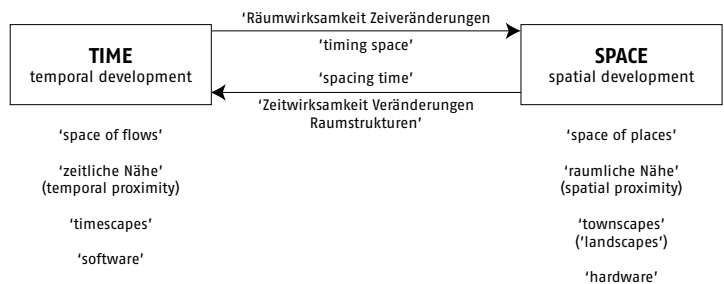 ‘Räumwirksamkeit Zeiveränderungen
TIME
temporal development
‘timing space’
‘spacing time’
SPACE
spatial development
‘Zeitwirksamkeit Veränderungen
Raumstrukturen’
‘space of flows’
‘zeitliche Nähe’
(temporal proximity)
‘timescapes’
‘software’
‘space of places’
‘raumliche Nähe’
(spatial proximity)
‘townscapes’
(‘landscapes’)
‘hardware’